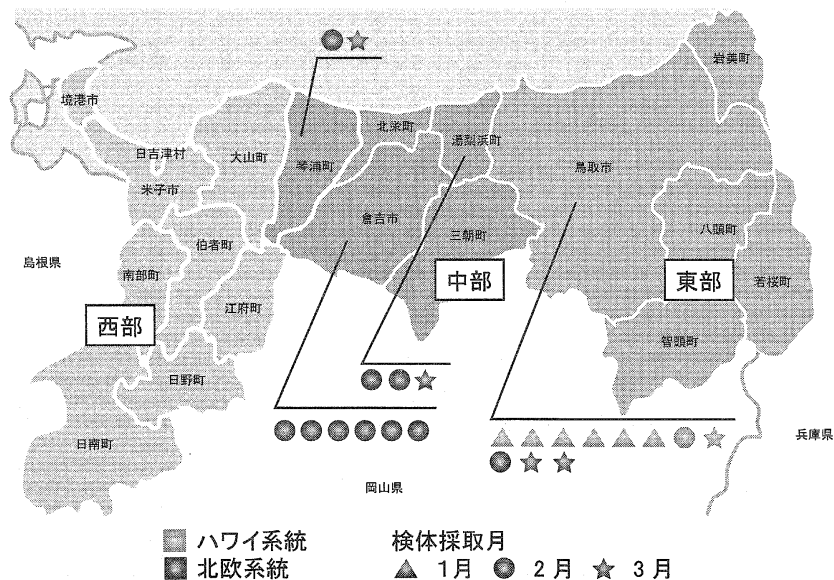 岩美町
境港市
北栄町
湯梨浜町
日吉津村
大山町
琴浦町
鳥取市
米子市
倉吉市
八頭町
三朝町
伯耆町
島根県
南部町
中部
東部
若桜町
江府町
西部
智頭町
日野町
兵庫県
日南町
岡山県
ハワイ系統
検体採取月
北欧系統
1月 2月 3月